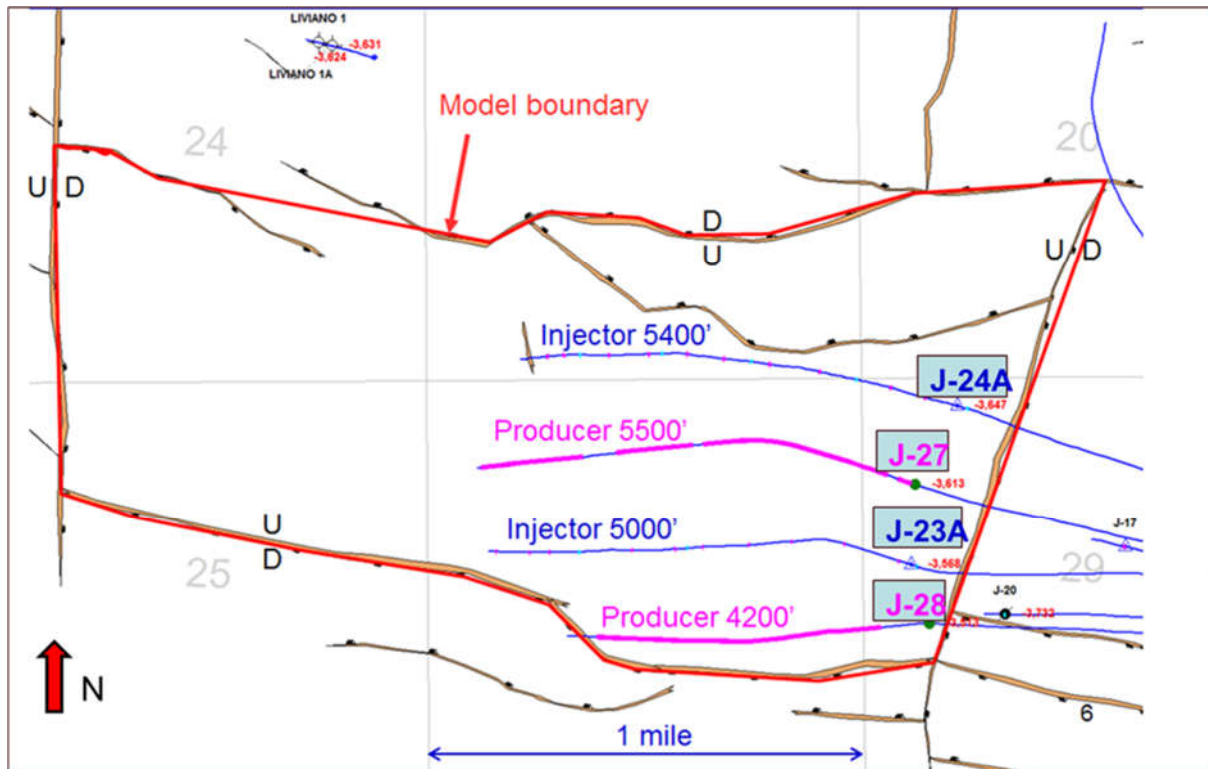 LIVIANO 1
-3,631
-3,624
LIVIANO 1A
Model boundary
24
20
U D
D
U
U D
Injector 5400'
J-24A
-3,647
Producer 5500'
J-27
-3,613
J-17
U
D
Injector 5000'
J-23A
-3,568
25
29
J-20
-3,732
Producer 4200'
J-28
N
6
1 mile